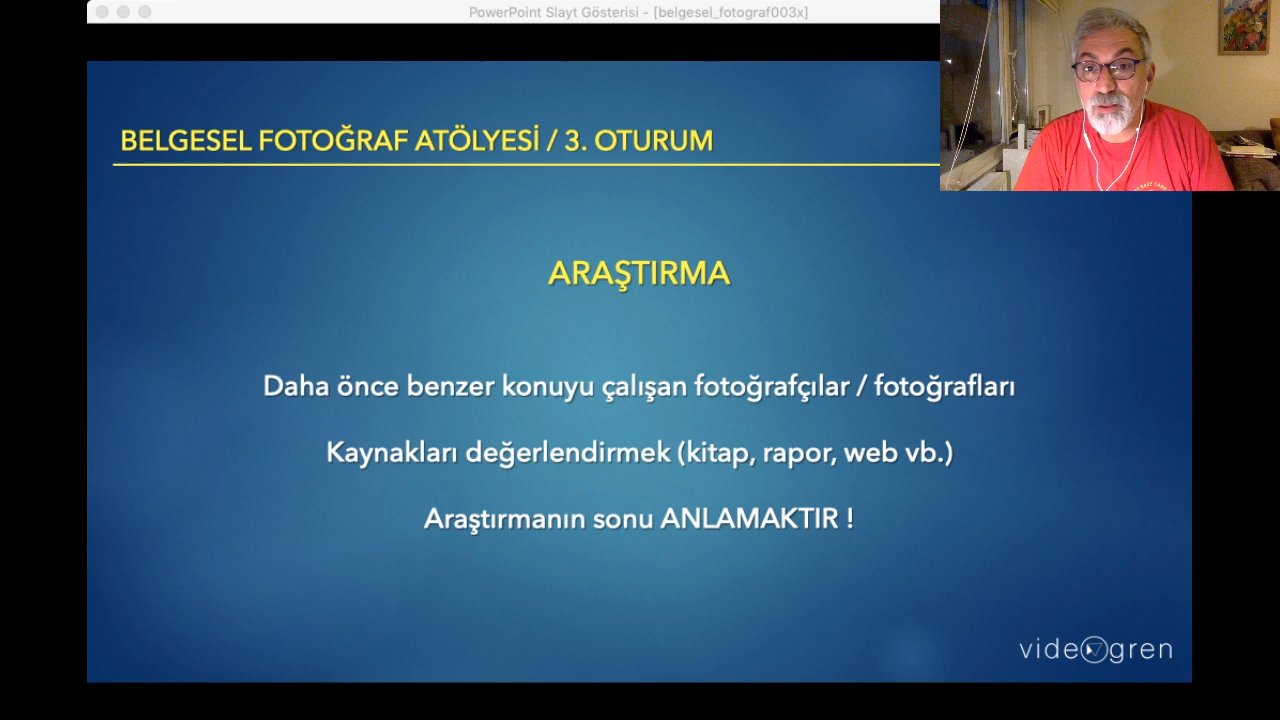 PowerPoint Slayt Gösterisi - [belgesel_fotograf003x]
BELGESEL FOTOĞRAF ATÖLYESİ / 3. OTURUM
ARAŞTIRMA
Daha önce benzer konuyu çalışan fotoğrafçılar / fotoğrafları
Kaynakları değerlendirmek (kitap, rapor, web vb.)
Araştırmanın sonu ANLAMAKTIR !
videogren